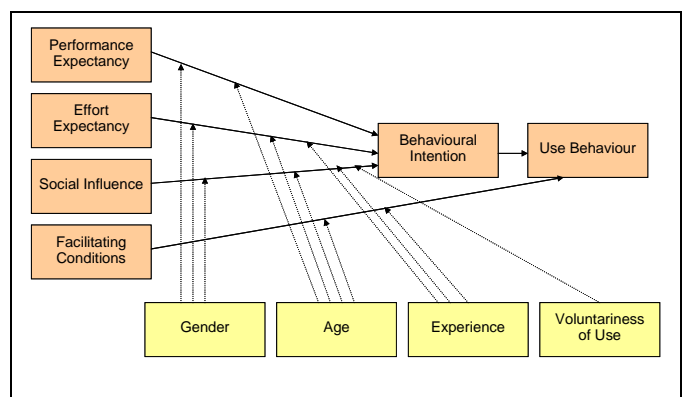 Performance
Expectancy
Effort
Expectancy
Behavioural
Intention
Use Behaviour
Social Influence
Facilitating
Conditions
Gender
Age
Experience
Voluntariness
of Use